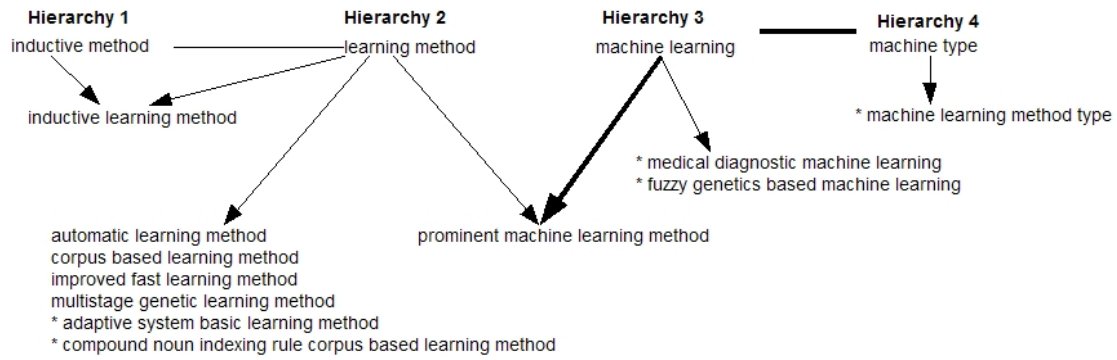 Hierarchy 1
Hierarchy 2
Hierarchy 3
Hierarchy 4
inductive method
learning method
machine learning
machine type
inductive learning method
* machine learning method type
* medical diagnostic machine learning
* fuzzy genetics based machine learning
automatic learning method
corpus based learning method
improved fast learning method
multistage genetic learning method
* adaptive system basic learning method
* compound noun indexing rule corpus based learning method
prominent machine learning method